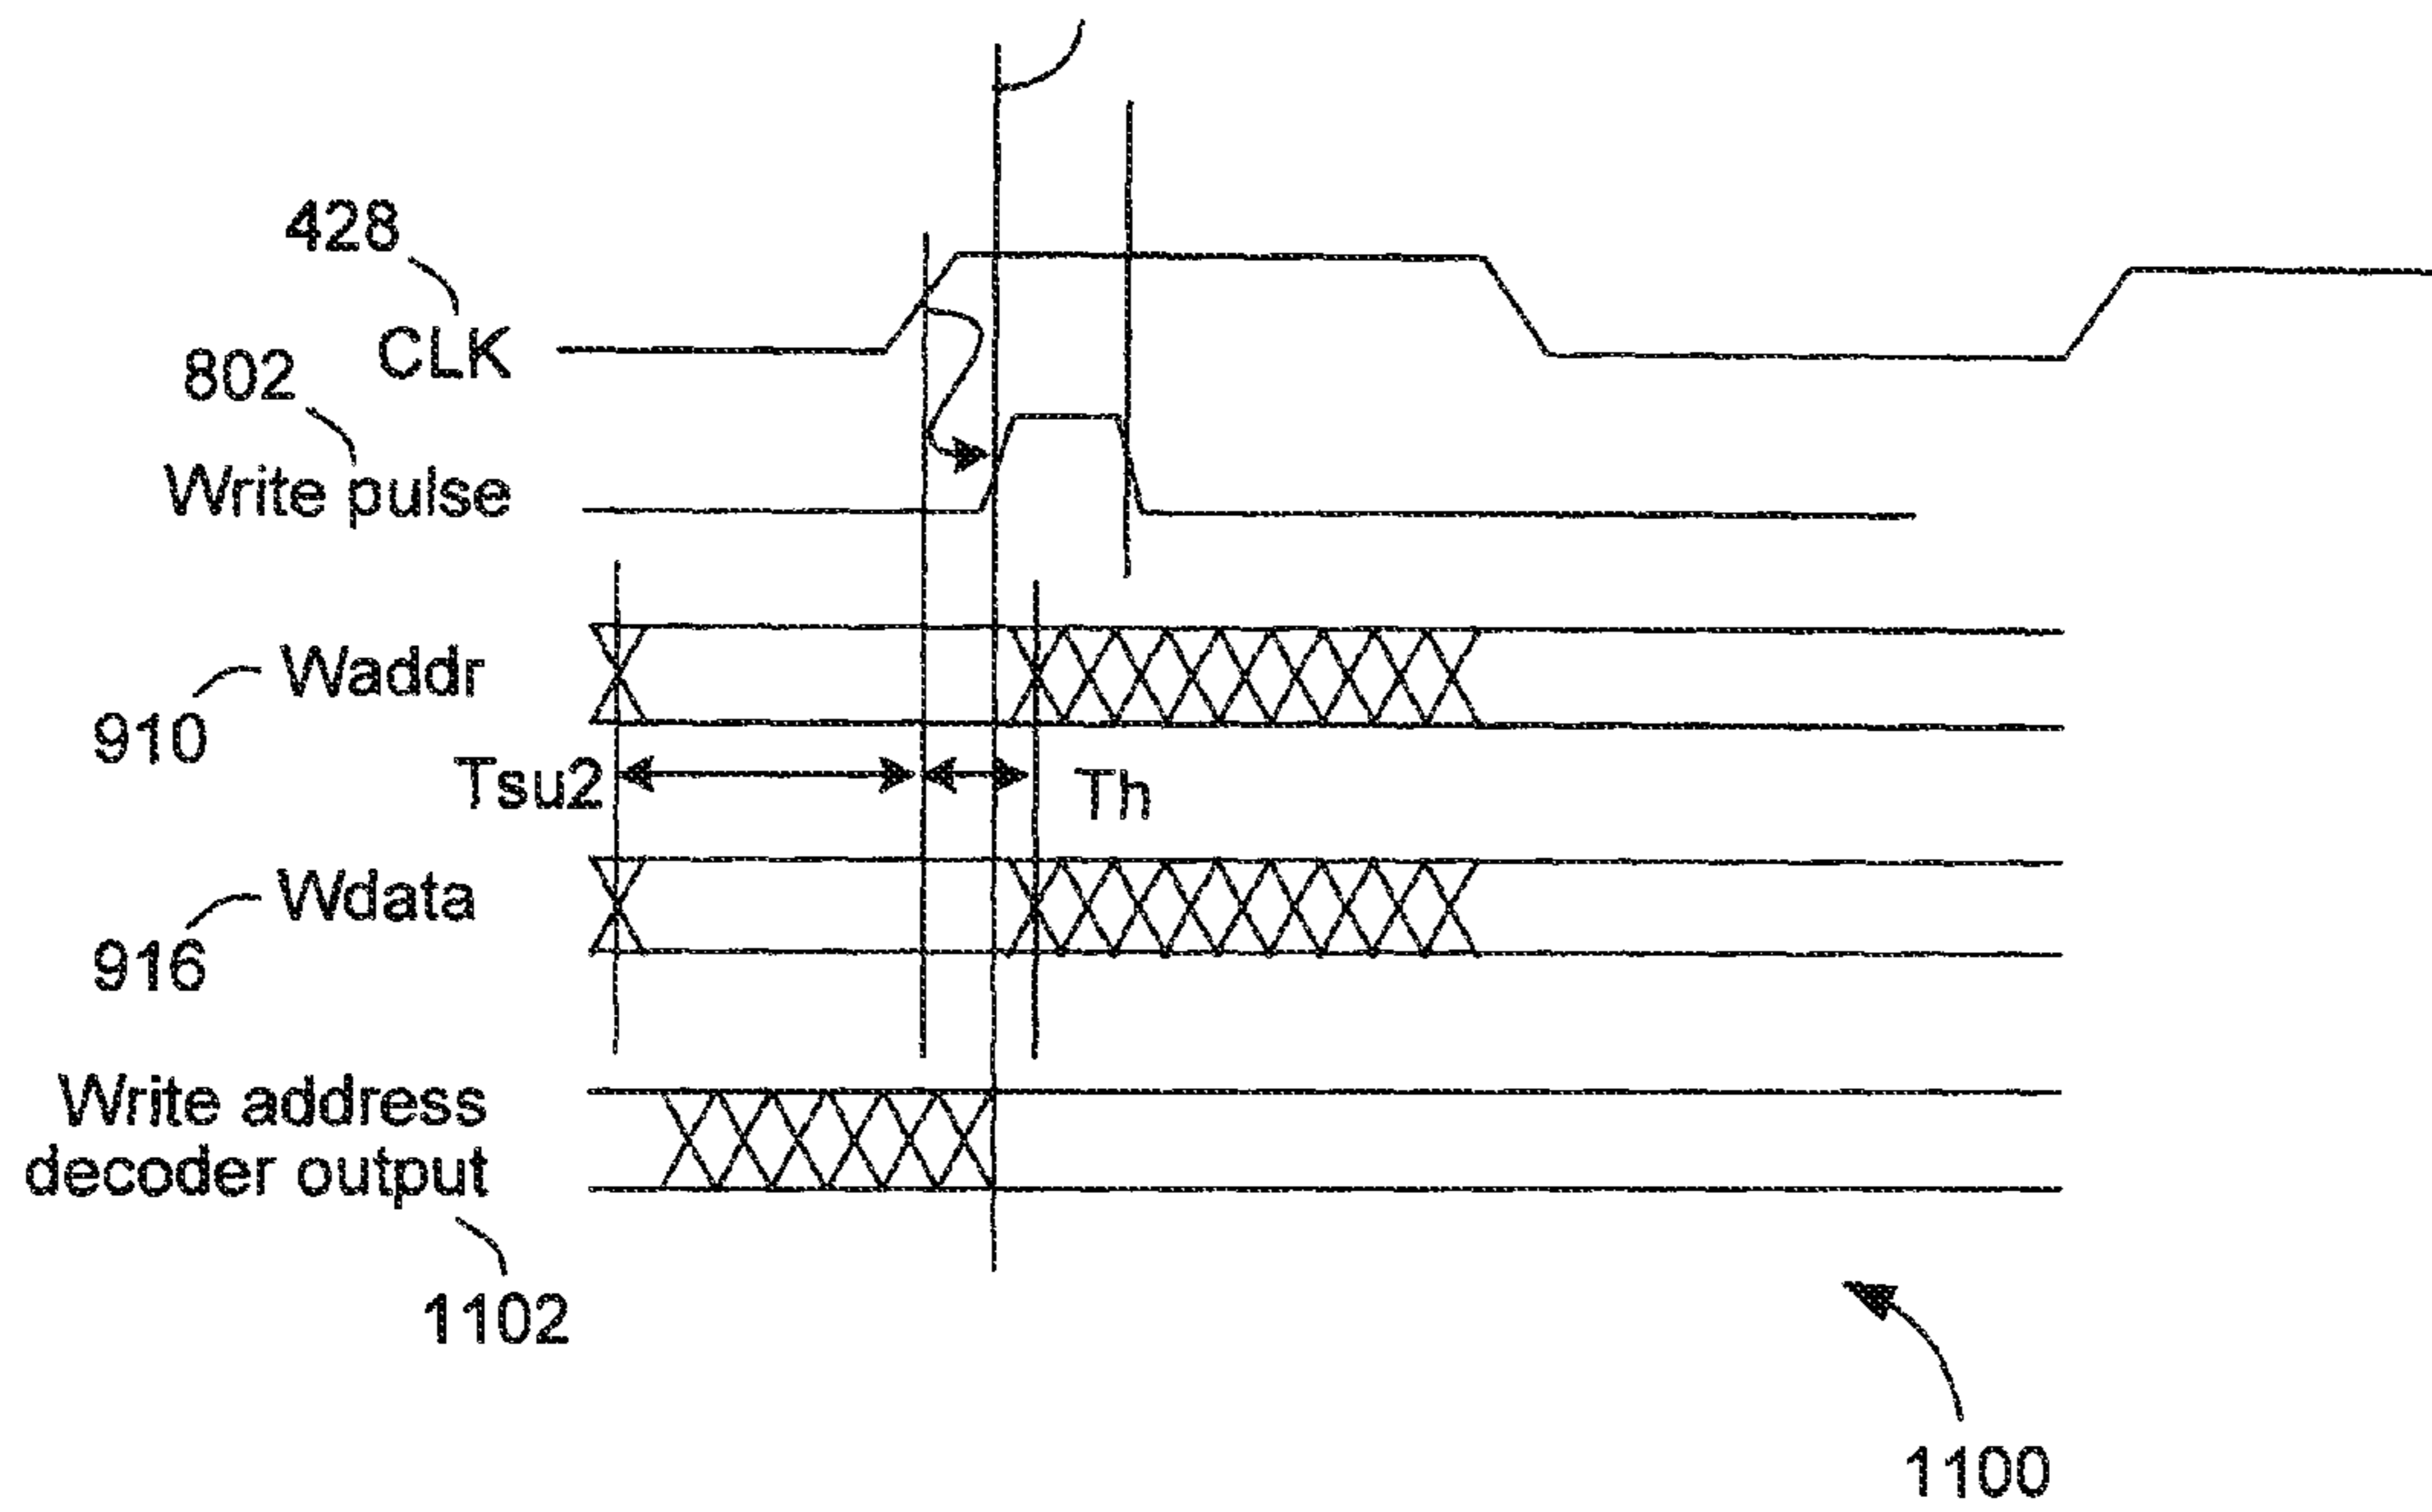 428
CLK
802
Write pulse
Waddr
910
Tsu2
Th
Wdata
916
Write address
decoder output
1102
1100